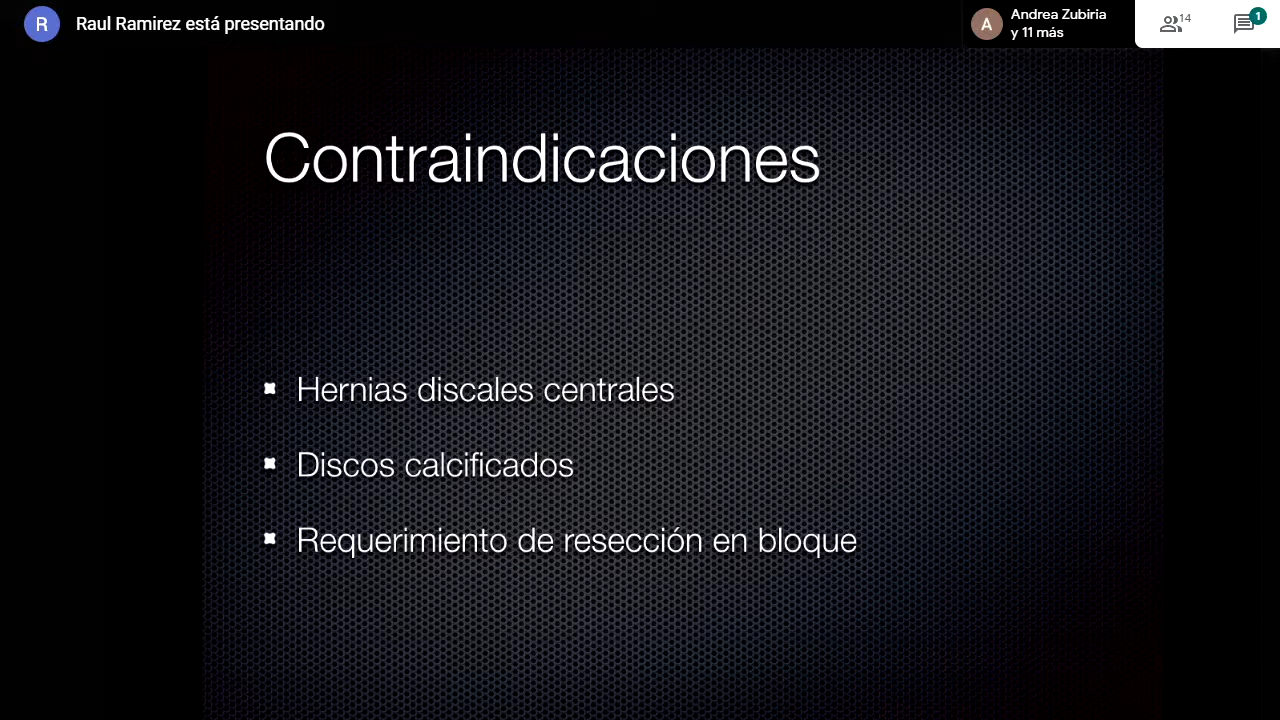 R
Raul Ramirez está presentando
A
Andrea Zubiria
y 11 más
14
1
Contraindicaciones
Hernias discales centrales
Discos calcificados
Requerimiento de resección en bloque